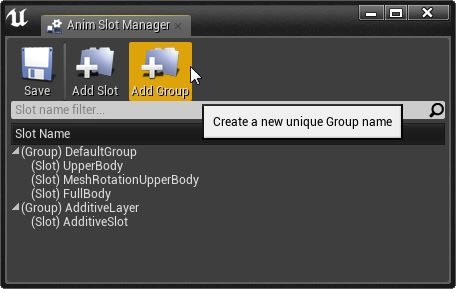 Anim Slot Manager
Save
Add Slot
Add Group
Slot name filter...
Create a new unique Group name
Slot Name
(Group) DefaultGroup
(Slot) UpperBody
(Slot) MeshRotationUpperBody
(Slot) FullBody
(Group) AdditiveLayer
(Slot) AdditiveSlot